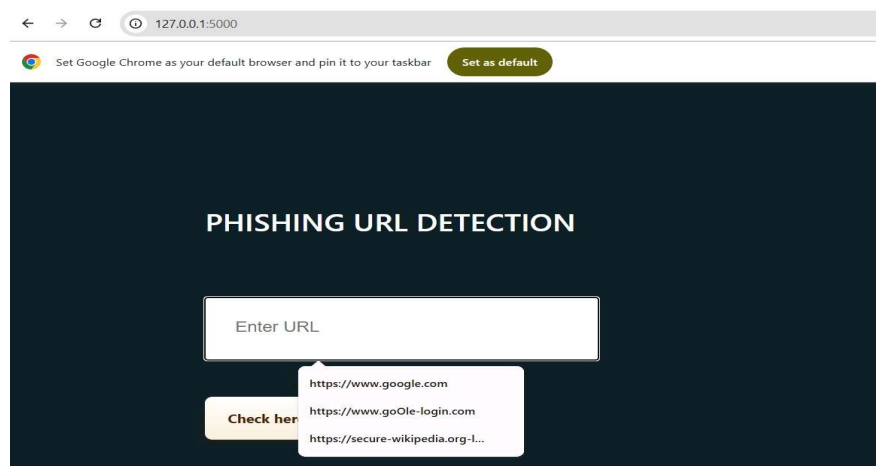 127.0.0.1:5000
Set Google Chrome as your default browser and pin it to your taskbar Set as default
PHISHING URL DETECTION
Enter URL
https://www.google.com
https://www.goOle-login.com
Check her
https://secure-wikipedia.org-l...